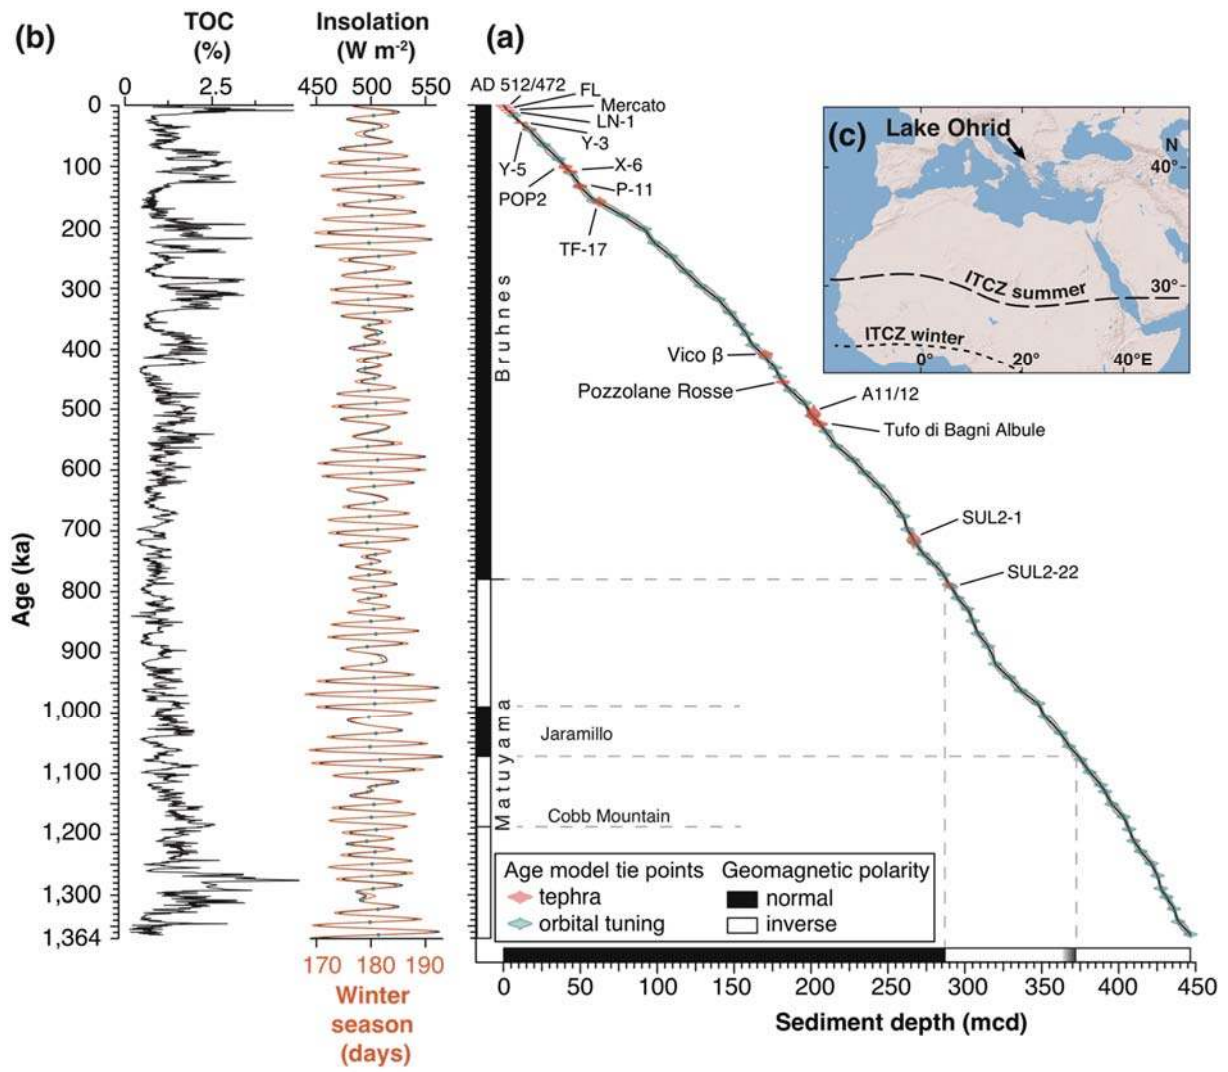 (b)
TOC
(%)
0
2.5
Insolation
(W m-2)
450
500
550
(a)
AD 512/472
FL
Mercato
LN-1
Y-3
Y-5
X-6
POP2
P-11
TF-17
Vico β
Pozzolane Rosse
A11/12
Tufo di Bagni Albule
SUL2-1
SUL2-22
(c)
Lake Ohrid
N
40°
30°
ITCZ summer
ITCZ winter
0°
20°
40°E
Age (ka)
0
100
200
300
400
500
600
700
800
900
1,000
1,100
1,200
1,300
1,364
170
180
190
Winter
season
(days)
Bruhnes
Matuyama
Jaramillo
Cobb Mountain
Age model tie points
tephra
orbital tuning
Geomagnetic polarity
normal
inverse
0
50
100
150
200
250
300
350
400
450
Sediment depth (mcd)